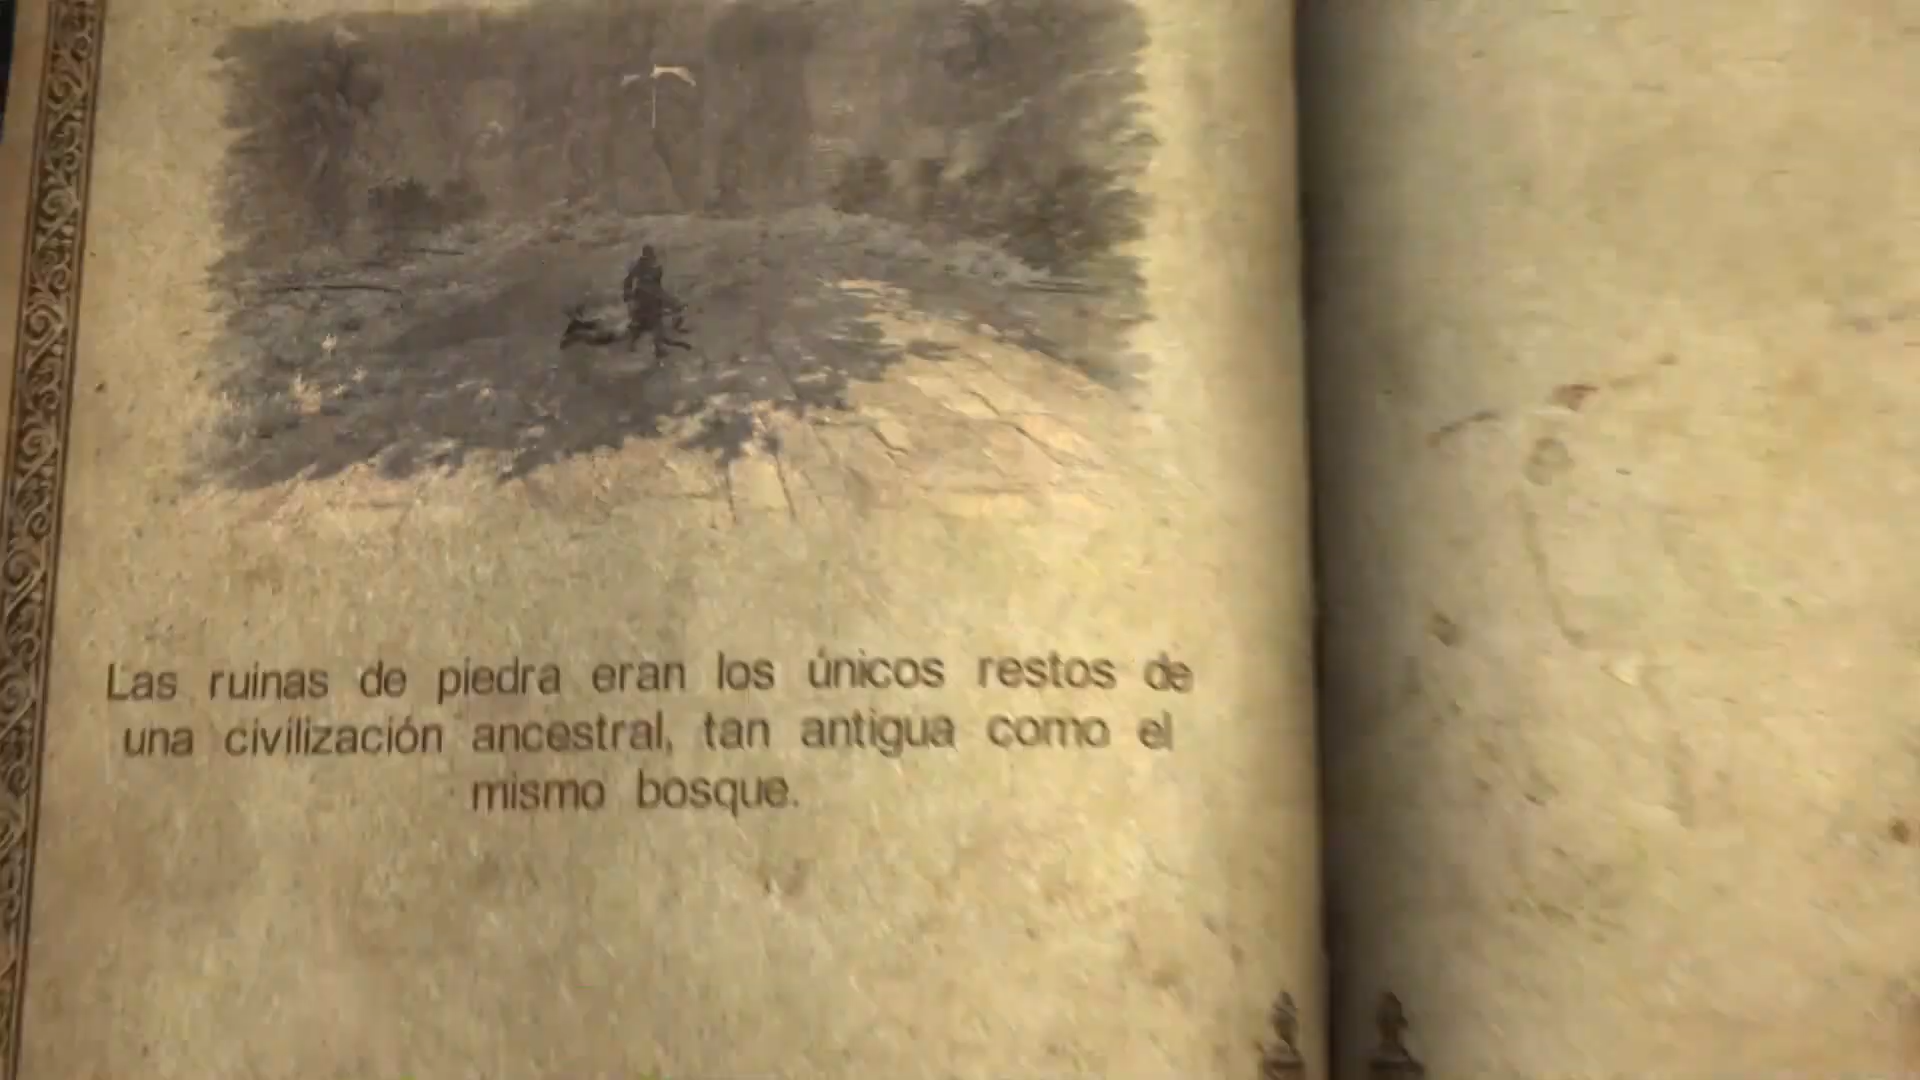 Las ruinas de piedra eran los únicos restos de
una civilización ancestral, tan antigua como el
mismo bosque.